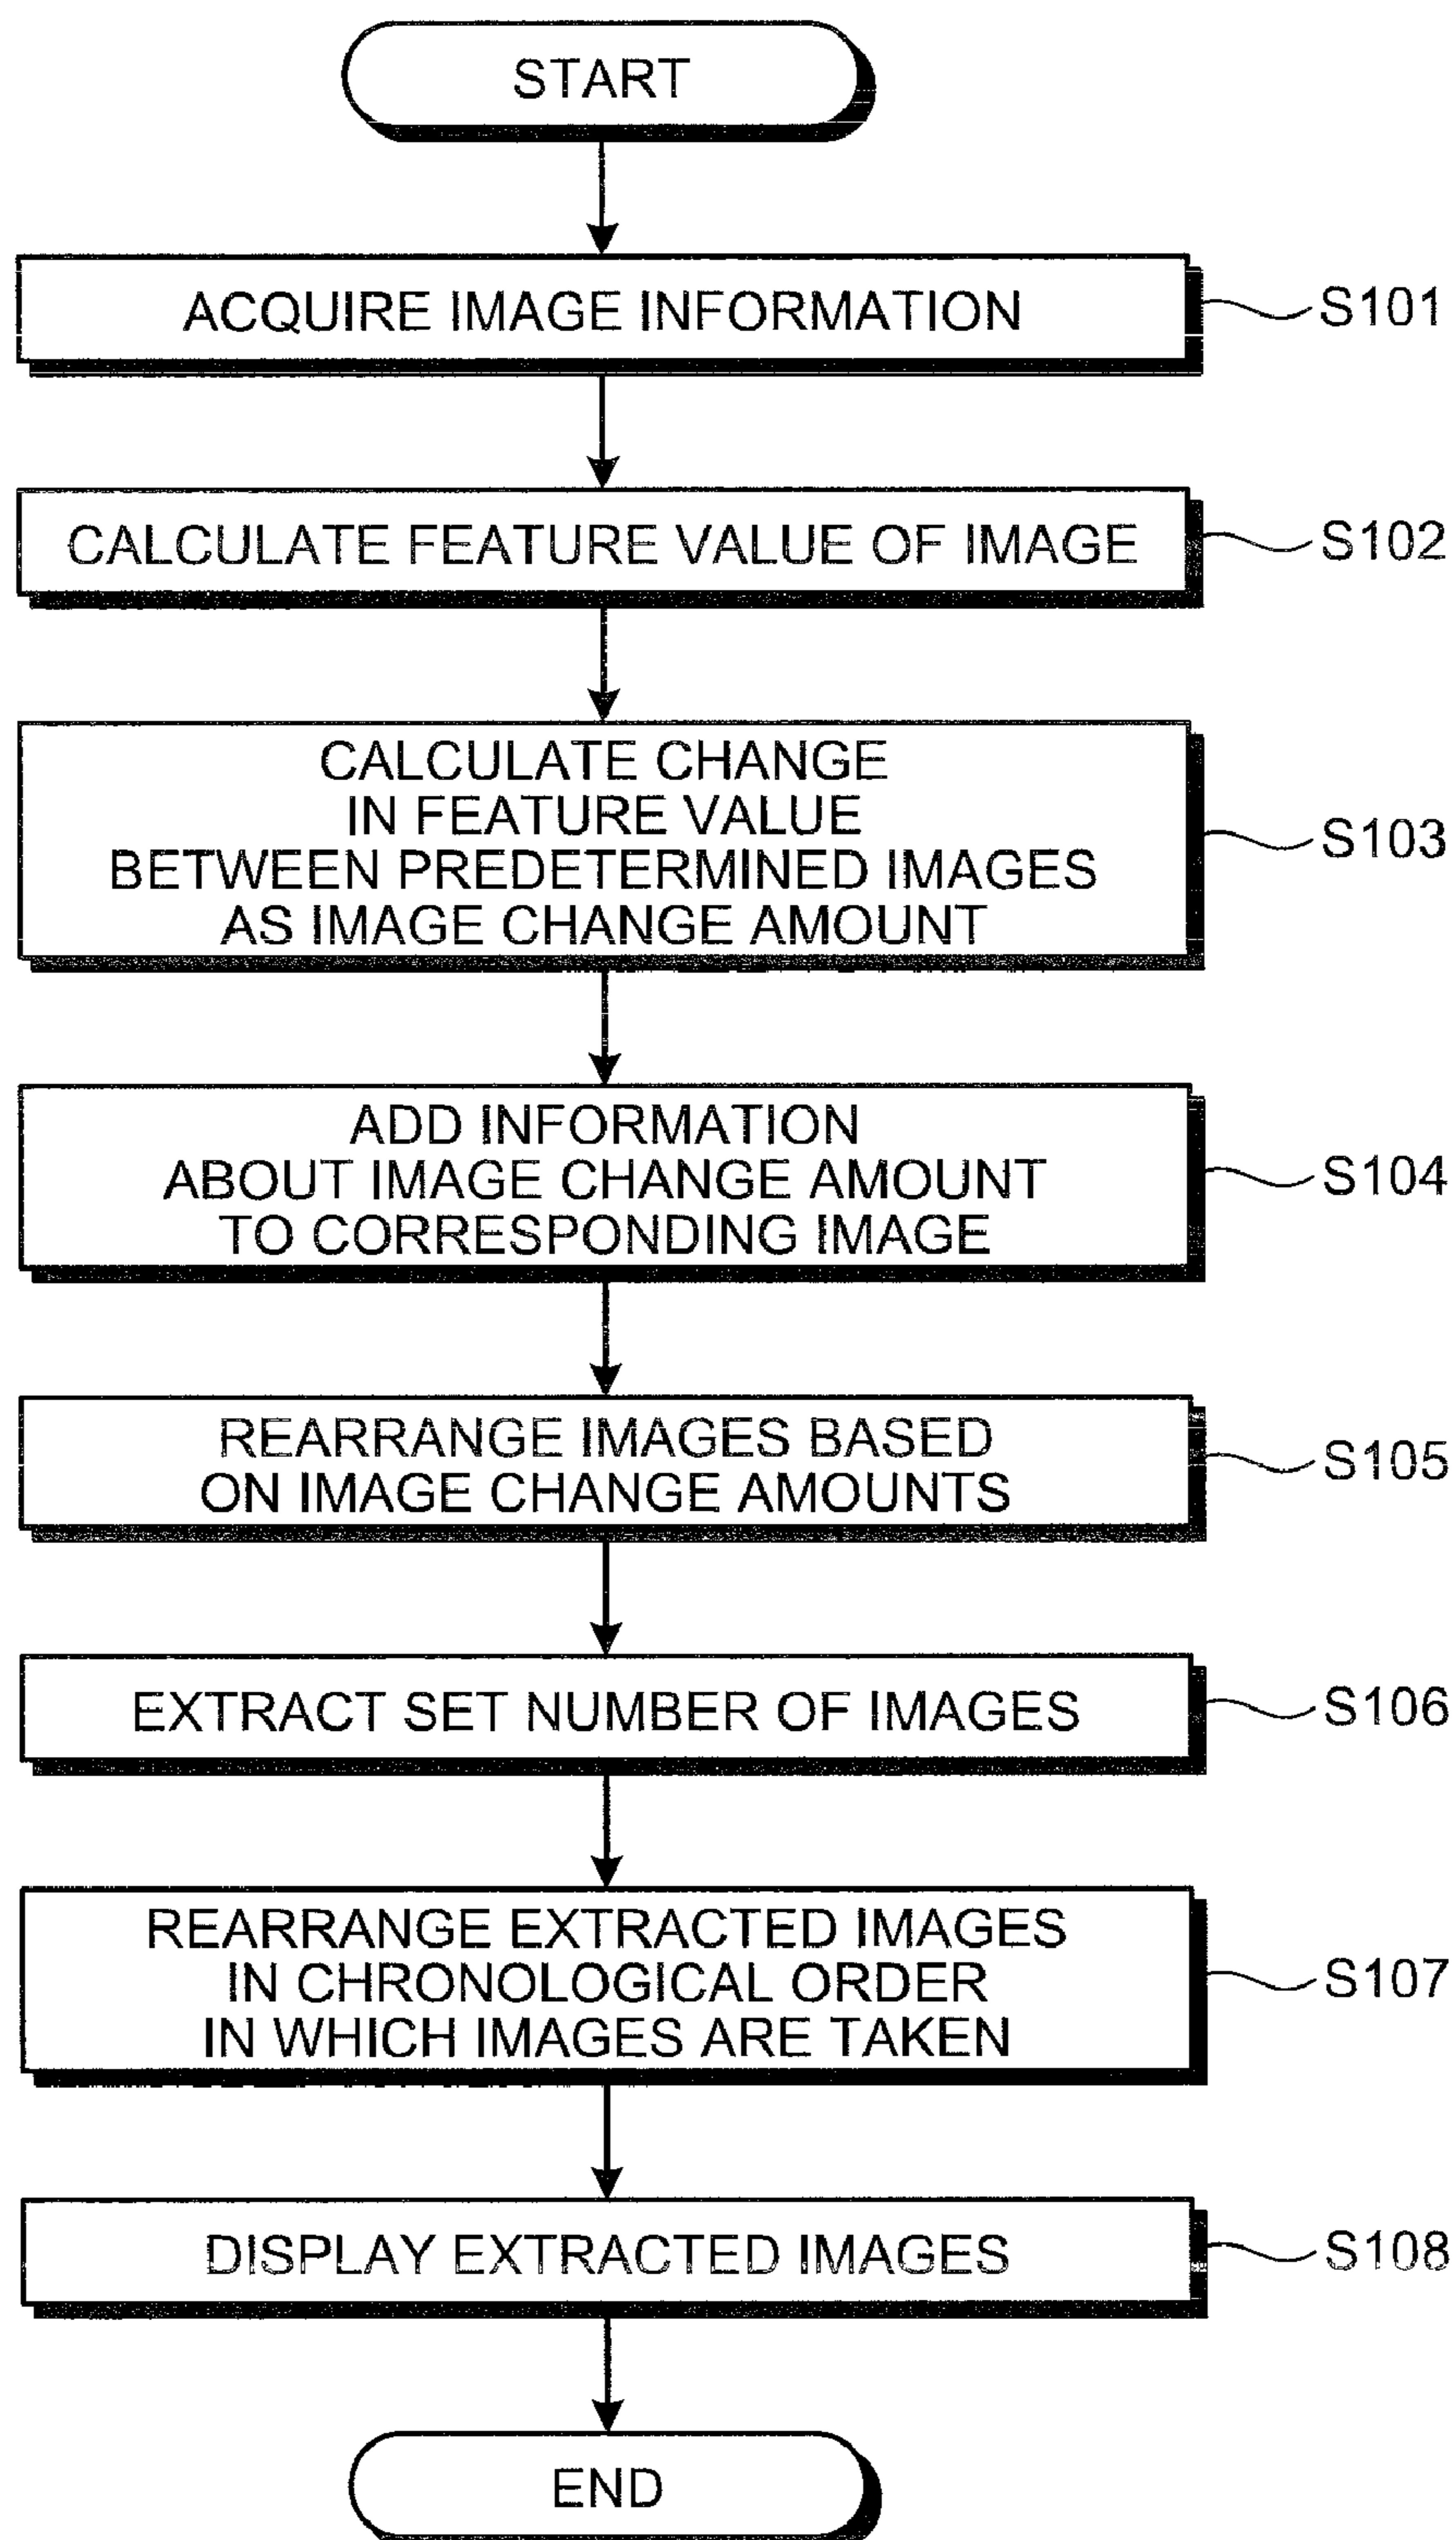 START
ACQUIRE IMAGE INFORMATION
S101
CALCULATE FEATURE VALUE OF IMAGE
S102
CALCULATE CHANGE
IN FEATURE VALUE
BETWEEN PREDETERMINED IMAGES
AS IMAGE CHANGE AMOUNT
S103
ADD INFORMATION
ABOUT IMAGE CHANGE AMOUNT
TO CORRESPONDING IMAGE
S104
REARRANGE IMAGES BASED
ON IMAGE CHANGE AMOUNTS
S105
EXTRACT SET NUMBER OF IMAGES
S106
REARRANGE EXTRACTED IMAGES
IN CHRONOLOGICAL ORDER
IN WHICH IMAGES ARE TAKEN
S107
DISPLAY EXTRACTED IMAGES
S108
END